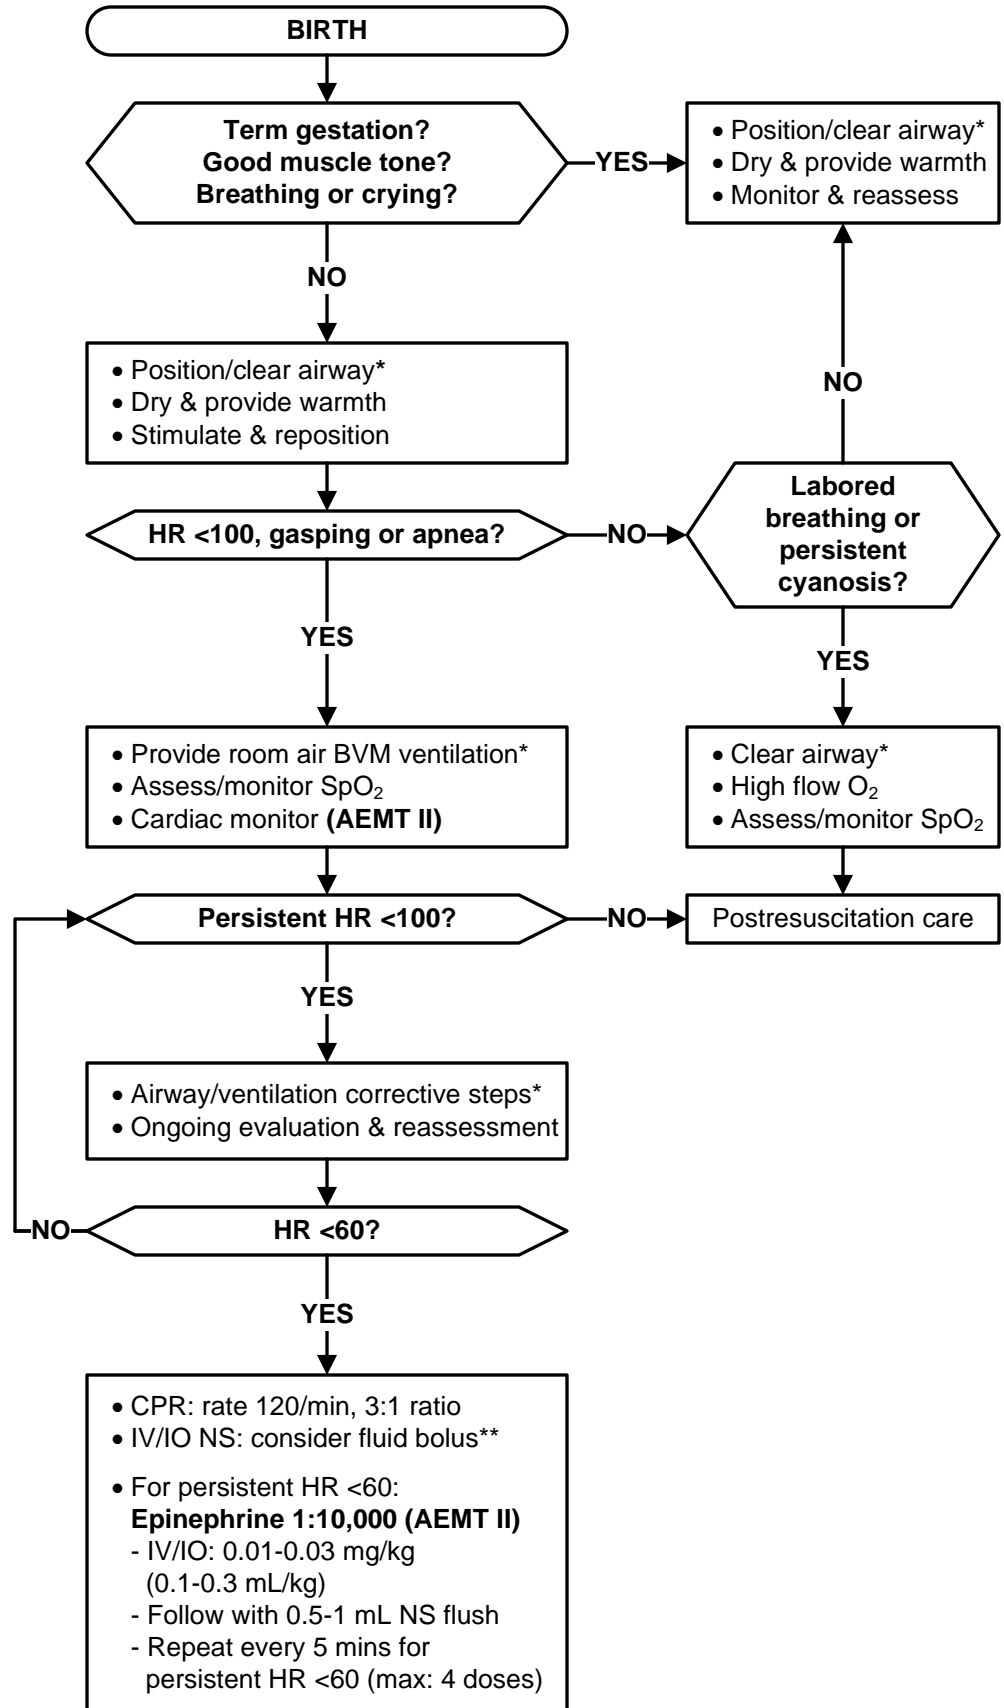 BIRTH
Term gestation?
Good muscle tone?
Breathing or crying?
YES
• Position/clear airway*
• Dry & provide warmth
• Monitor & reassess
NO
• Position/clear airway*
• Dry & provide warmth
• Stimulate & reposition
NO
HR <100, gasping or apnea?
NO
Labored
breathing or
persistent
cyanosis?
YES
YES
• Provide room air BVM ventilation*
• Assess/monitor SpO₂
• Cardiac monitor (AEMT II)
• Clear airway*
• High flow O₂
• Assess/monitor SpO₂
Persistent HR <100?
NO
Postresuscitation care
YES
• Airway/ventilation corrective steps*
• Ongoing evaluation & reassessment
NO
HR <60?
YES
• CPR: rate 120/min, 3:1 ratio
• IV/IO NS: consider fluid bolus**
• For persistent HR <60:
Epinephrine 1:10,000 (AEMT II)
- IV/IO: 0.01-0.03 mg/kg
(0.1-0.3 mL/kg)
- Follow with 0.5-1 mL NS flush
- Repeat every 5 mins for
persistent HR <60 (max: 4 doses)